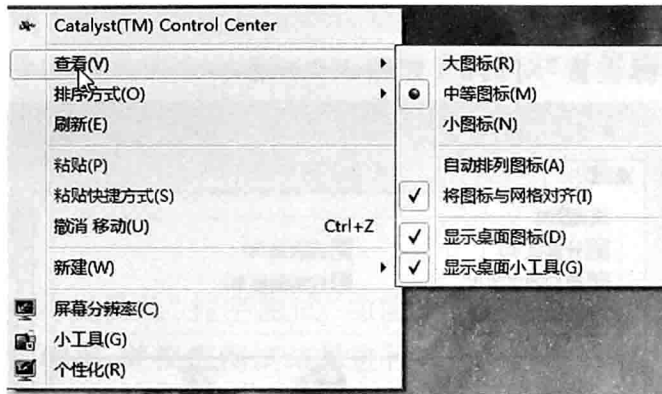 Catalyst(TM) Control Center
查看(V)
排序方式(O)
刷新(E)
粘贴(P)
粘贴快捷方式(S)
撤消 移动(U) Ctrl+Z
新建(W)
屏幕分辨率(C)
小工具(G)
个性化(R)
大图标(R)
中等图标(M)
小图标(N)
自动排列图标(A)
将图标与网格对齐(I)
显示桌面图标(D)
显示桌面小工具(G)